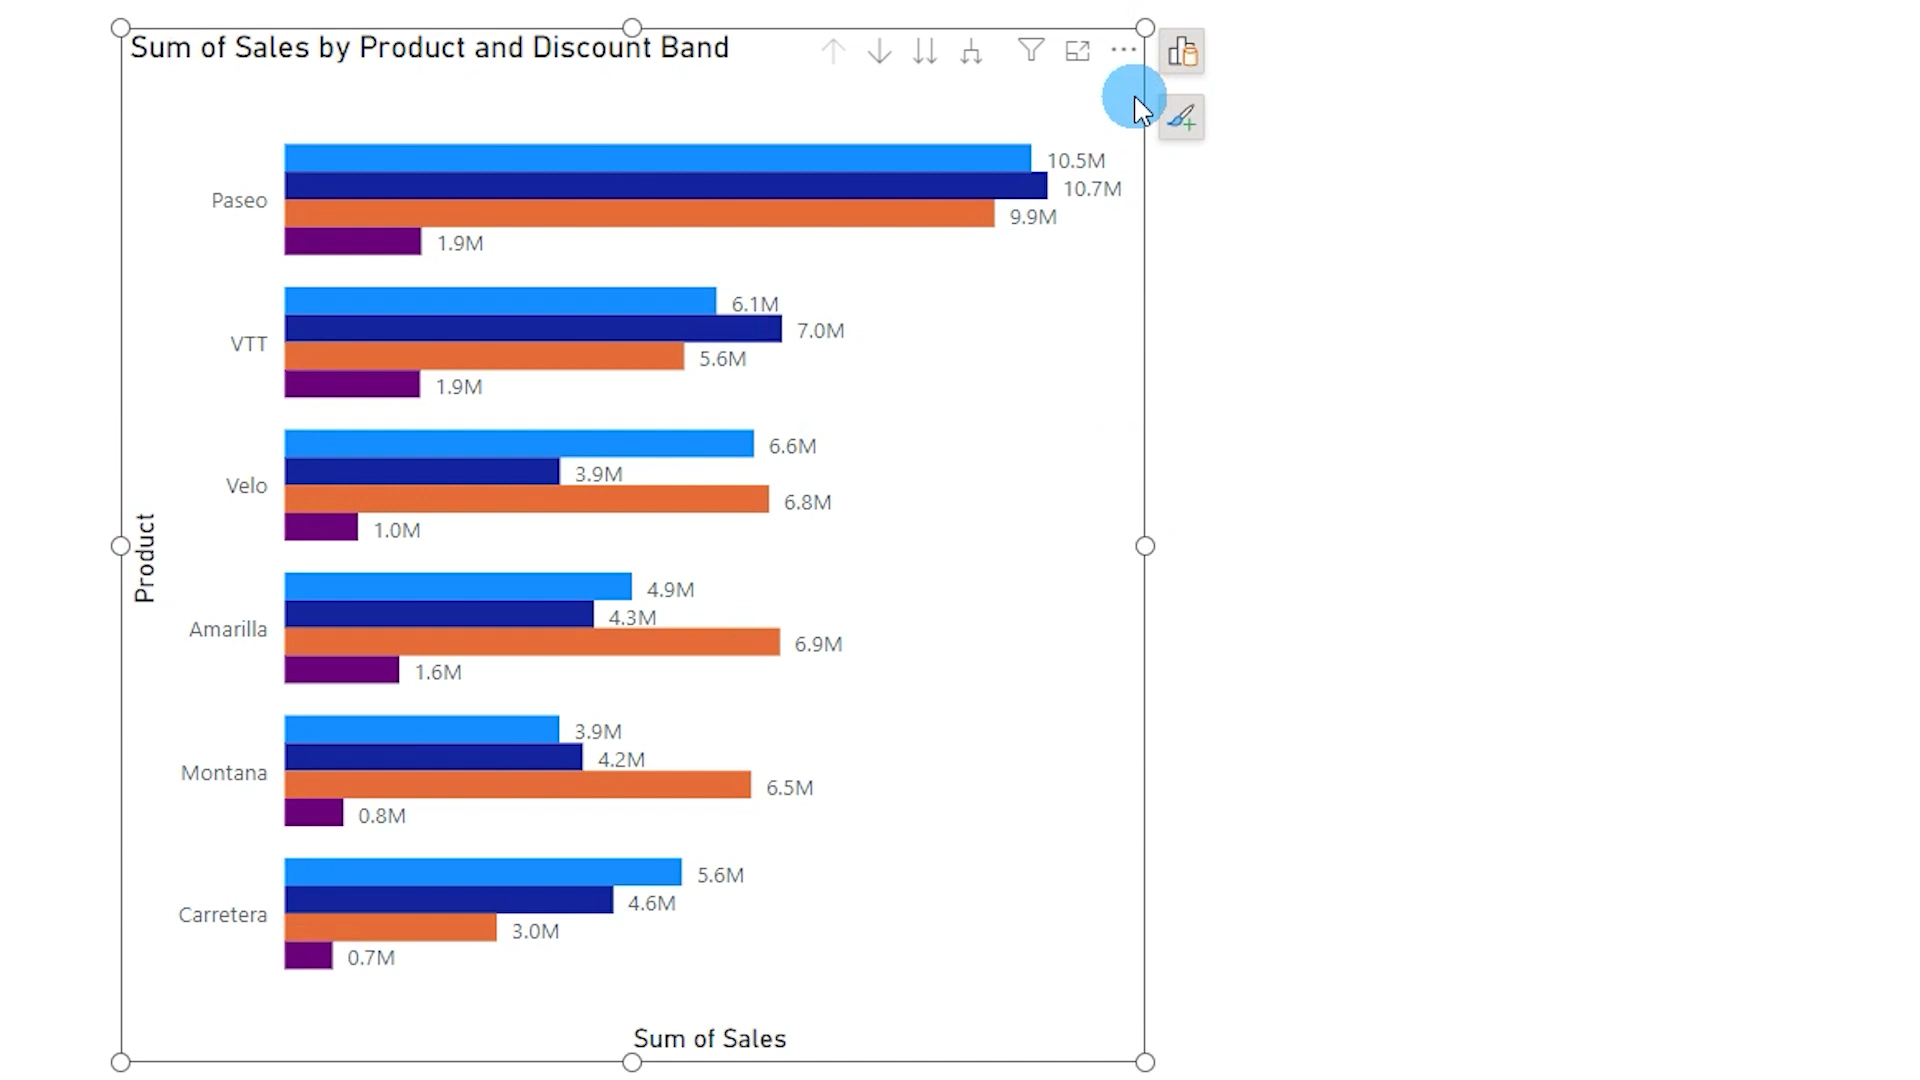 Sum of Sales by Product and Discount Band
10.5M
10.7M
Paseo
9.9M
1.9M
6.1M
7.0M
VTT
5.6M
1.9M
6.6M
3.9M
Velo
6.8M
1.0M
Product
4.9M
4.3M
Amarilla
6.9M
1.6M
3.9M
4.2M
Montana
6.5M
0.8M
5.6M
4.6M
Carretera
3.0M
0.7M
Sum of Sales